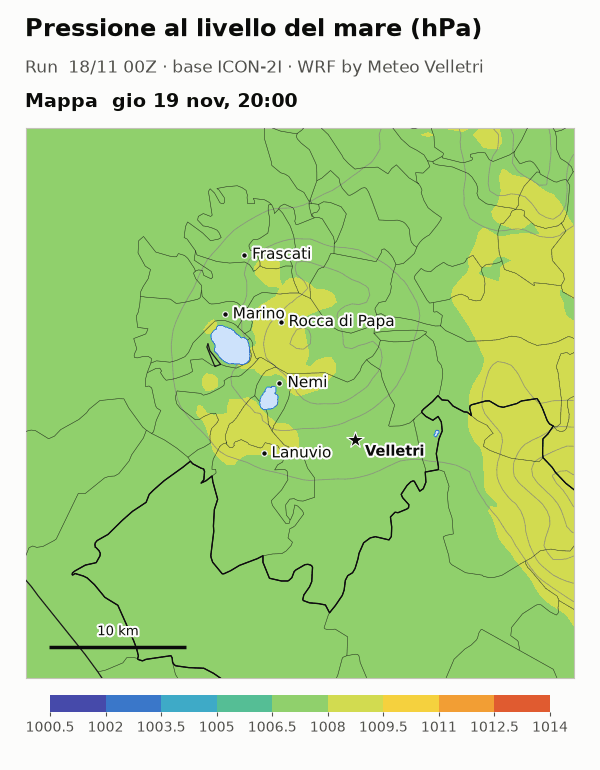 Pressione al livello del mare (hPa)
Run  18/11 00Z · base ICON-2I · WRF by Meteo Velletri
Mappa  gio 19 nov, 20:00
Frascati
Marino
Rocca di Papa
Nemi
Velletri
Lanuvio
10 km
1000.5 1002 1003.5 1005 1006.5 1008 1009.5 1011 1012.5 1014